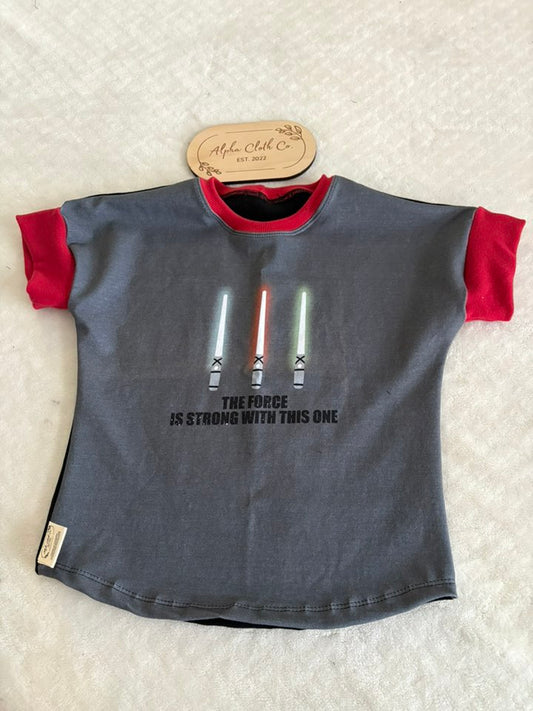 Alpha Cloth Co.
EST. 2022
THE FORCE
IS STRONG WITH THIS ONE